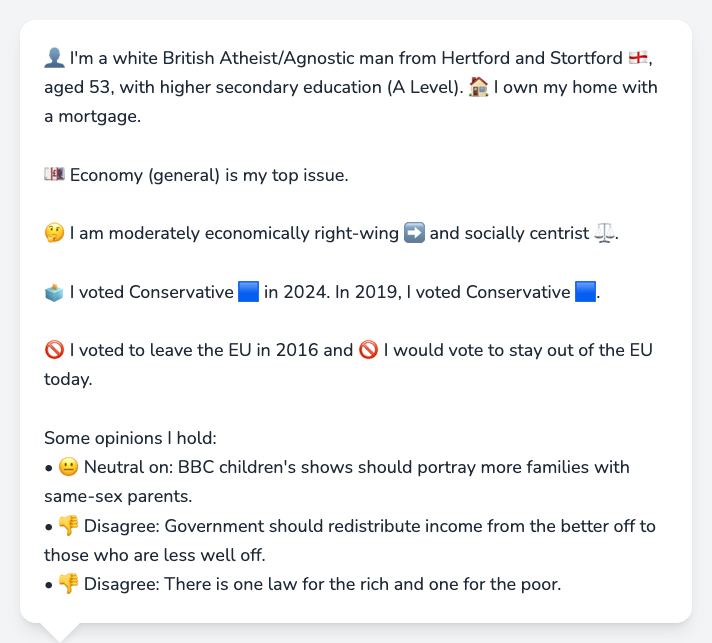 👤 I'm a white British Atheist/Agnostic man from Hertford and Stortford 🏴󠁧󠁢󠁥󠁮󠁧󠁿,
aged 53, with higher secondary education (A Level). 🏠 I own my home with
a mortgage.
💷 Economy (general) is my top issue.
🤔 I am moderately economically right-wing ➡️ and socially centrist ⚖️.
🗳️ I voted Conservative 🟦 in 2024. In 2019, I voted Conservative 🟦.
🚫 I voted to leave the EU in 2016 and 🚫 I would vote to stay out of the EU
today.
Some opinions I hold:
• 😐 Neutral on: BBC children's shows should portray more families with
same-sex parents.
• 👎 Disagree: Government should redistribute income from the better off to
those who are less well off.
• 👎 Disagree: There is one law for the rich and one for the poor.